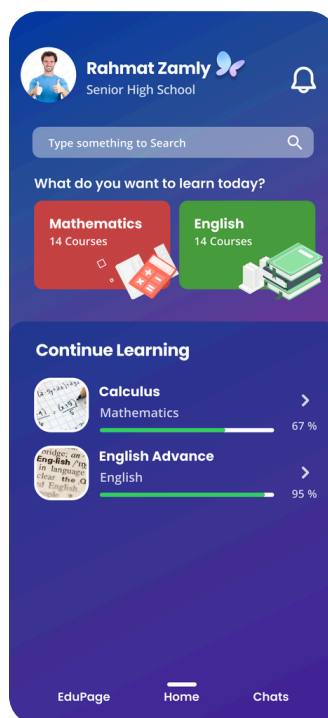 Rahmat Zamly
Senior High School
Type something to Search
What do you want to learn today?
Mathematics
14 Courses
English
14 Courses
Continue Learning
Calculus
Mathematics
67 %
English Advance
English
95 %
EduPage
Home
Chats